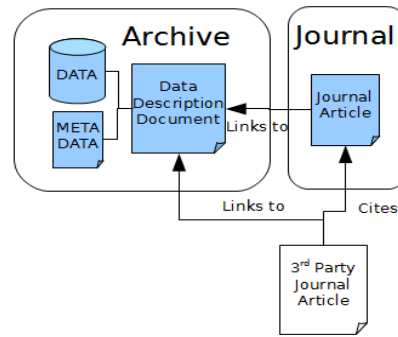 Archive
Journal
DATA
META
DATA
Data
Description
Document
Journal
Article
Links to
Links to
Cites
3rd Party
Journal
Article